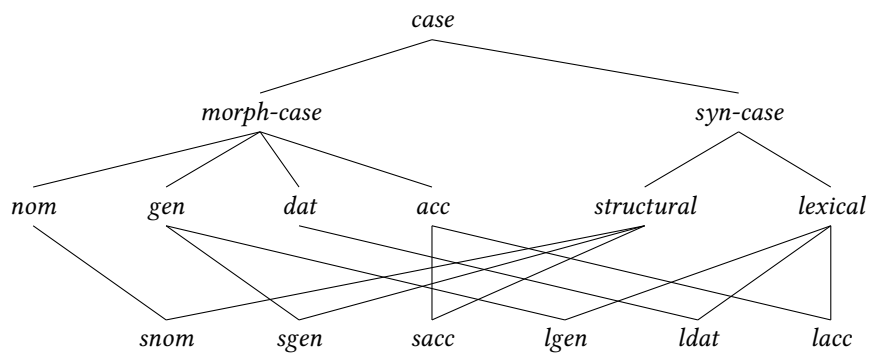 case
morph-case syn-case
nom gen dat acc structural lexical
snom sgen sacc lgen ldat lacc